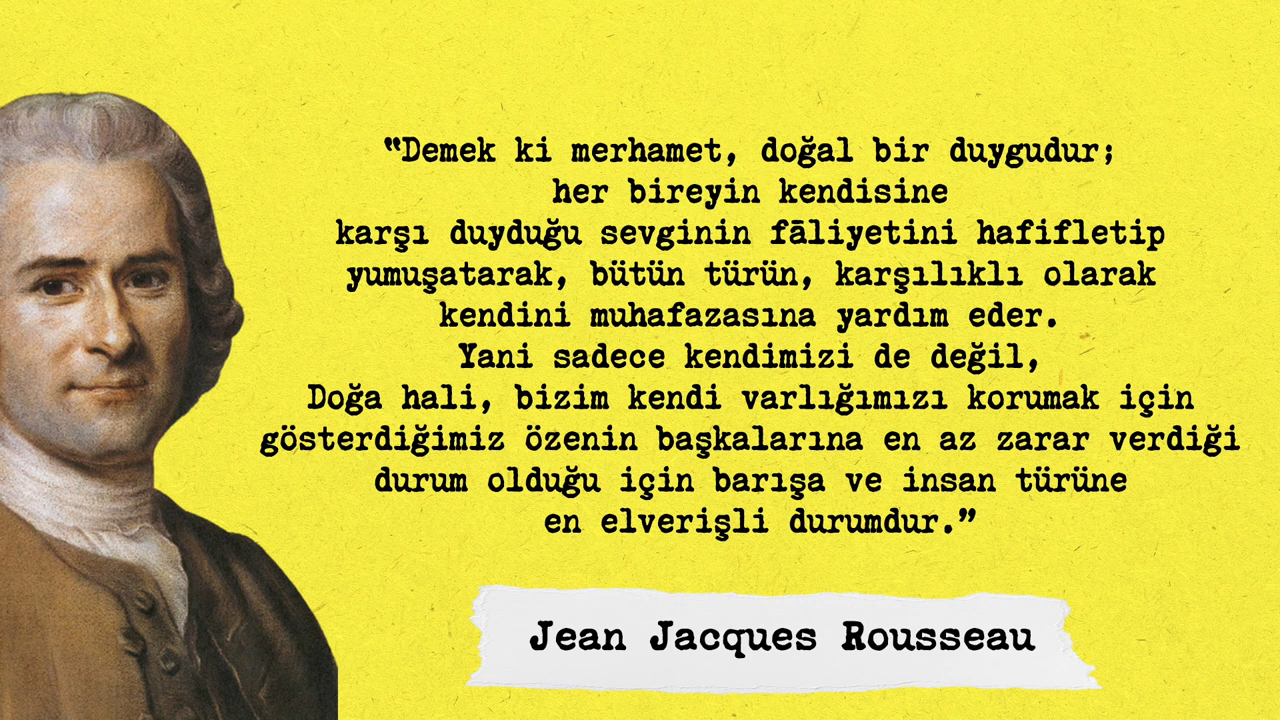 “Demek ki merhamet, doğal bir duygudur;
her bireyin kendisine
karşı duyduğu sevginin fāliyetini hafifletip
yumuşatarak, bütün türün, karşılıklı olarak
kendini muhafazasına yardım eder.
Yani sadece kendimizi de değil,
Doğa hali, bizim kendi varlığımızı korumak için
gösterdiğimiz özenin başkalarına en az zarar verdiği
durum olduğu için barışa ve insan türüne
en elverişli durumdur.”
Jean Jacques Rousseau